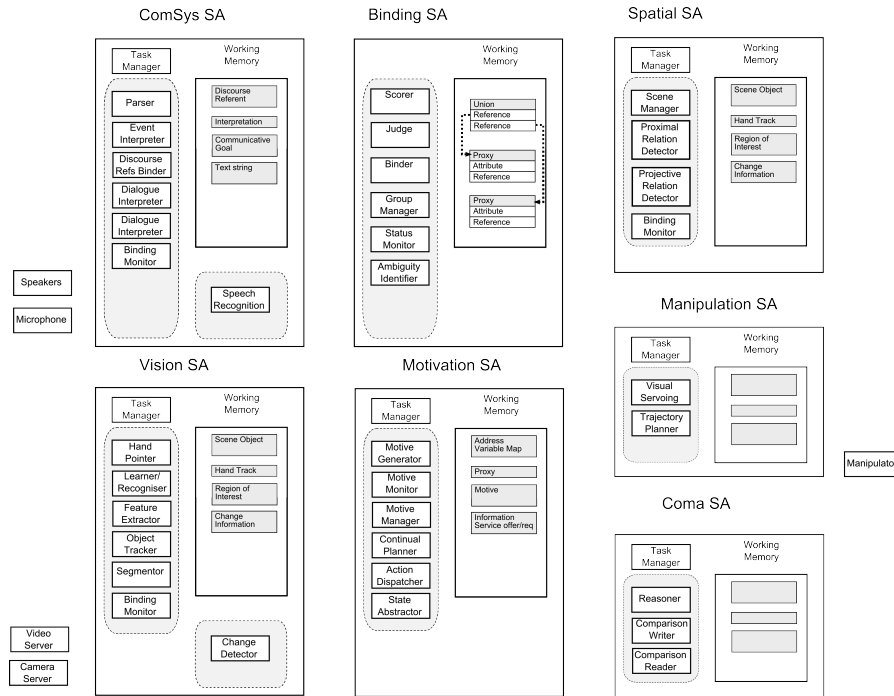 ComSys SA
Task
Manager
Working
Memory
Parser
Event
Interpreter
Discourse
Refs Binder
Dialogue
Interpreter
Dialogue
Interpreter
Binding
Monitor
Discourse
Referent
Interpretation
Communicative
Goal
Text string
Speech
Recognition
Speakers
Microphone
Binding SA
Working
Memory
Scorer
Judge
Binder
Group
Manager
Status
Monitor
Ambiguity
Identifier
Union
Reference
Reference
Proxy
Attribute
Reference
Proxy
Attribute
Reference
Spatial SA
Task
Manager
Working
Memory
Scene
Manager
Proximal
Relation
Detector
Projective
Relation
Detector
Binding
Monitor
Scene Object
Hand Track
Region of
Interest
Change
Information
Vision SA
Task
Manager
Working
Memory
Hand
Pointer
Learner/
Recogniser
Feature
Extractor
Object
Tracker
Segmentor
Binding
Monitor
Scene Object
Hand Track
Region of
Interest
Change
Information
Change
Detector
Video
Server
Camera
Server
Motivation SA
Task
Manager
Working
Memory
Motive
Generator
Motive
Monitor
Motive
Manager
Continual
Planner
Action
Dispatcher
State
Abstractor
Address
Variable Map
Proxy
Motive
Information
Service offer/req
Manipulation SA
Task
Manager
Working
Memory
Visual
Servoing
Trajectory
Planner
Manipulato
Coma SA
Task
Manager
Working
Memory
Reasoner
Comparison
Writer
Comparison
Reader